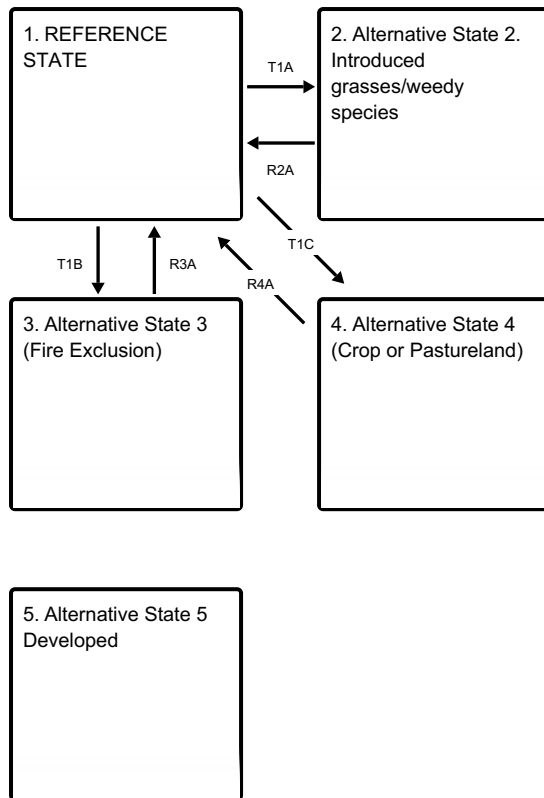 1. REFERENCE
STATE
2. Alternative State 2.
Introduced
grasses/weedy
species
T1A
R2A
T1C
T1B
R3A
R4A
3. Alternative State 3
(Fire Exclusion)
4. Alternative State 4
(Crop or Pastureland)
5. Alternative State 5
Developed